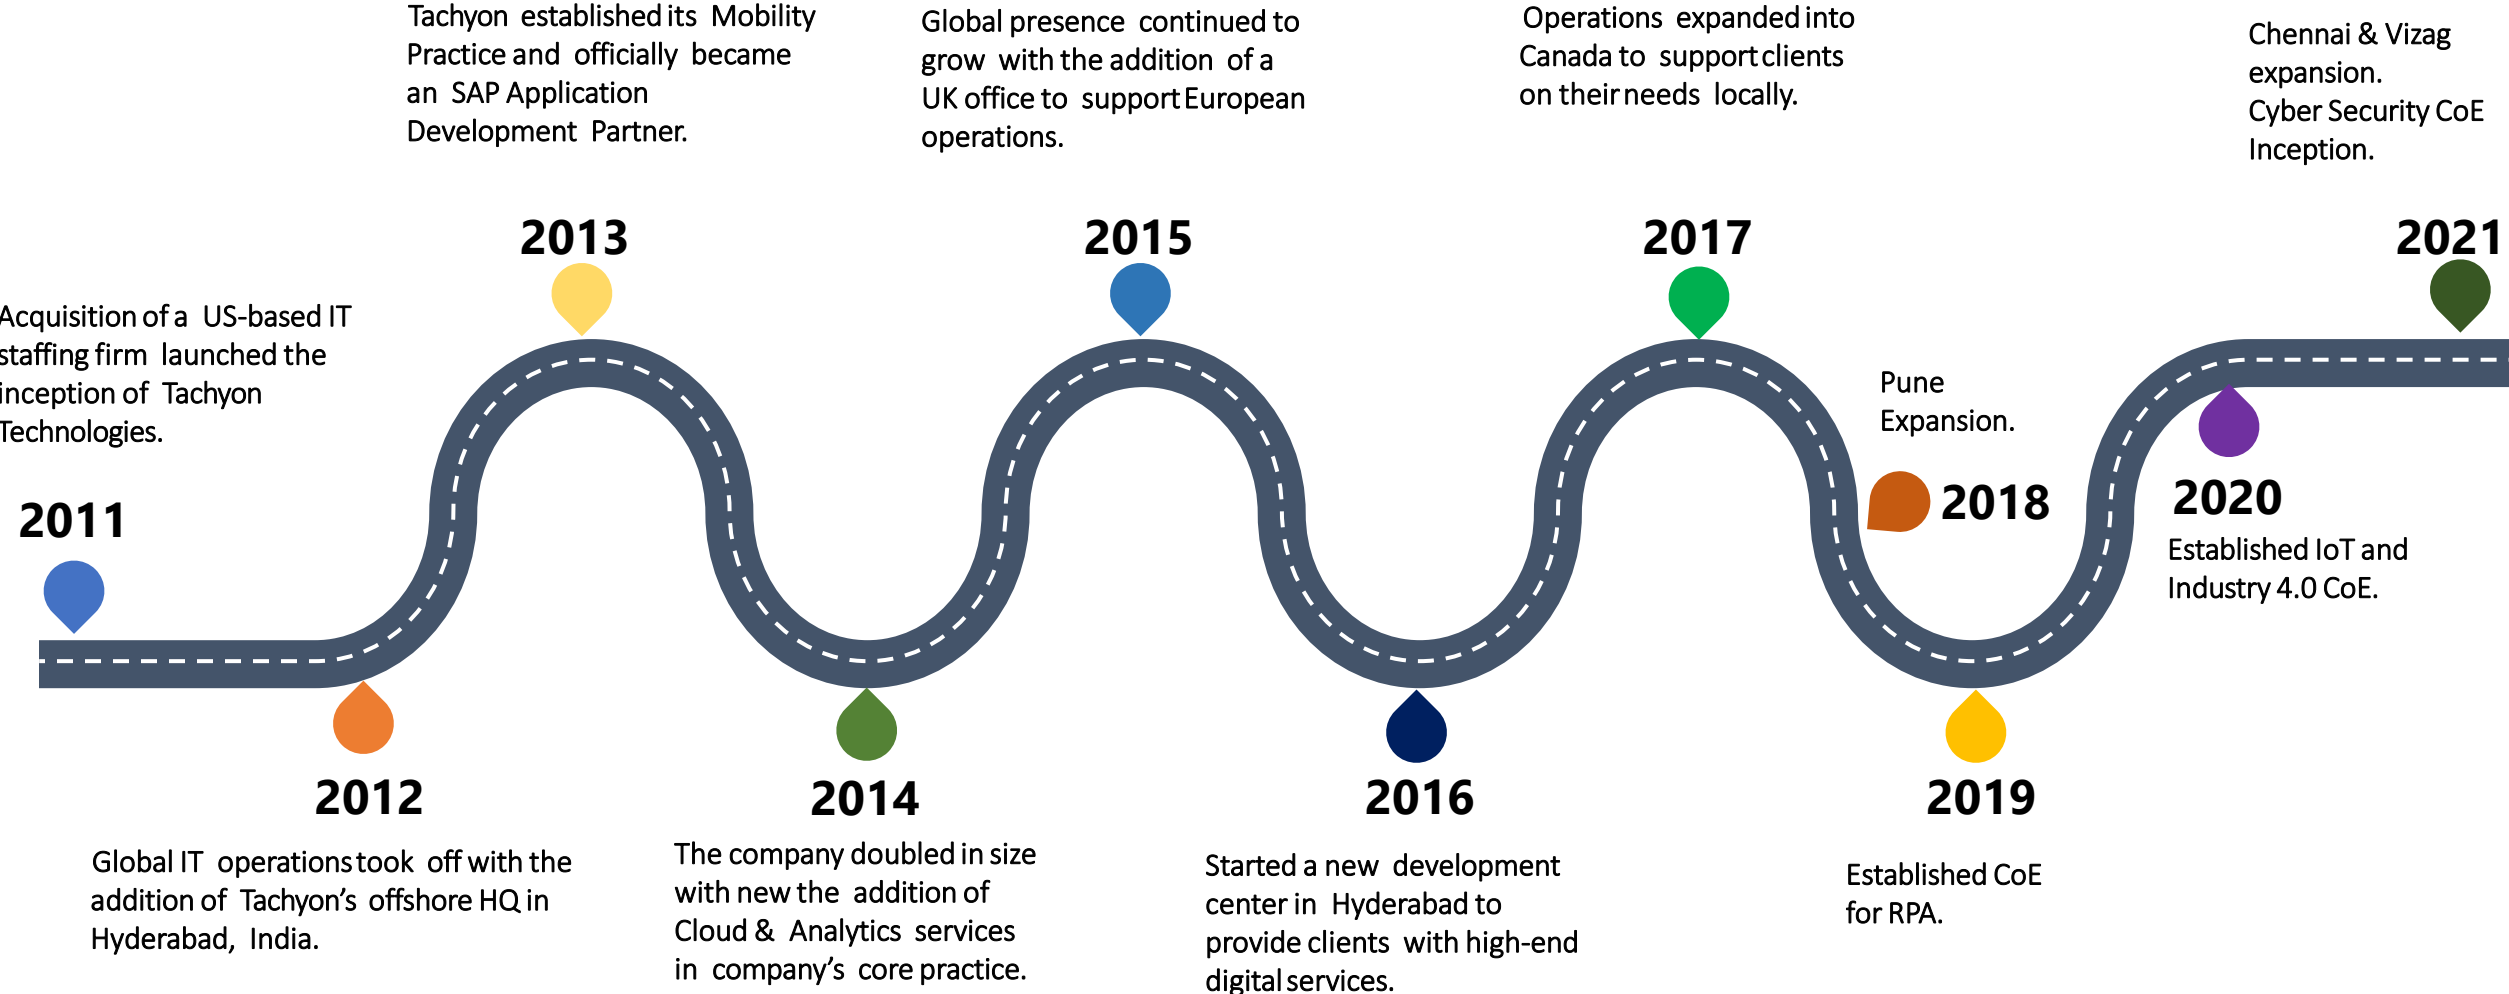 Acquisition of a US-based IT
staffing firm launched the
inception of Tachyon
Technologies.
2011
2012
Global IT operations took off with the
addition of Tachyon’s offshore HQ in
Hyderabad, India.
Tachyon established its Mobility
Practice and officially became
an SAP Application
Development Partner.
2013
2014
The company doubled in size
with new the addition of
Cloud & Analytics services
in company’s core practice.
Global presence continued to
grow with the addition of a
UK office to support European
operations.
2015
2016
Started a new development
center in Hyderabad to
provide clients with high-end
digital services.
Operations expanded into
Canada to support clients
on their needs locally.
2017
Pune
Expansion.
2018
2019
Established CoE
for RPA.
2020
Established IoT and
Industry 4.0 CoE.
Chennai & Vizag
expansion.
Cyber Security CoE
Inception.
2021